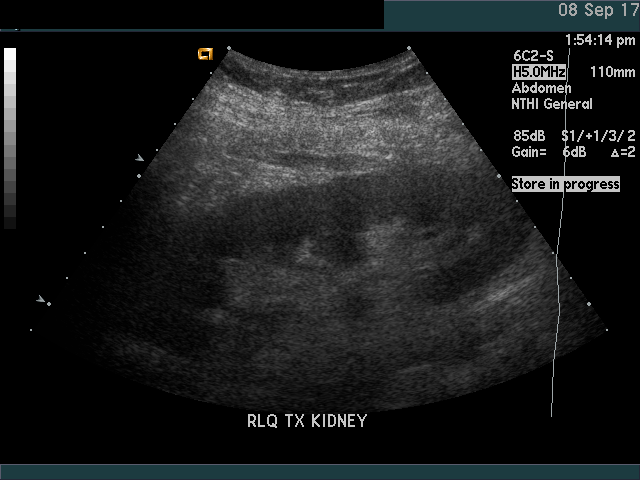 08 Sep 17
1:54:14 pm
6C2-S
H5.0MHz 110mm
Abdomen
NTHI General
85dB S1/+1/3/2
Gain= 6dB Δ=2
Store in progress
RLQ TX KIDNEY